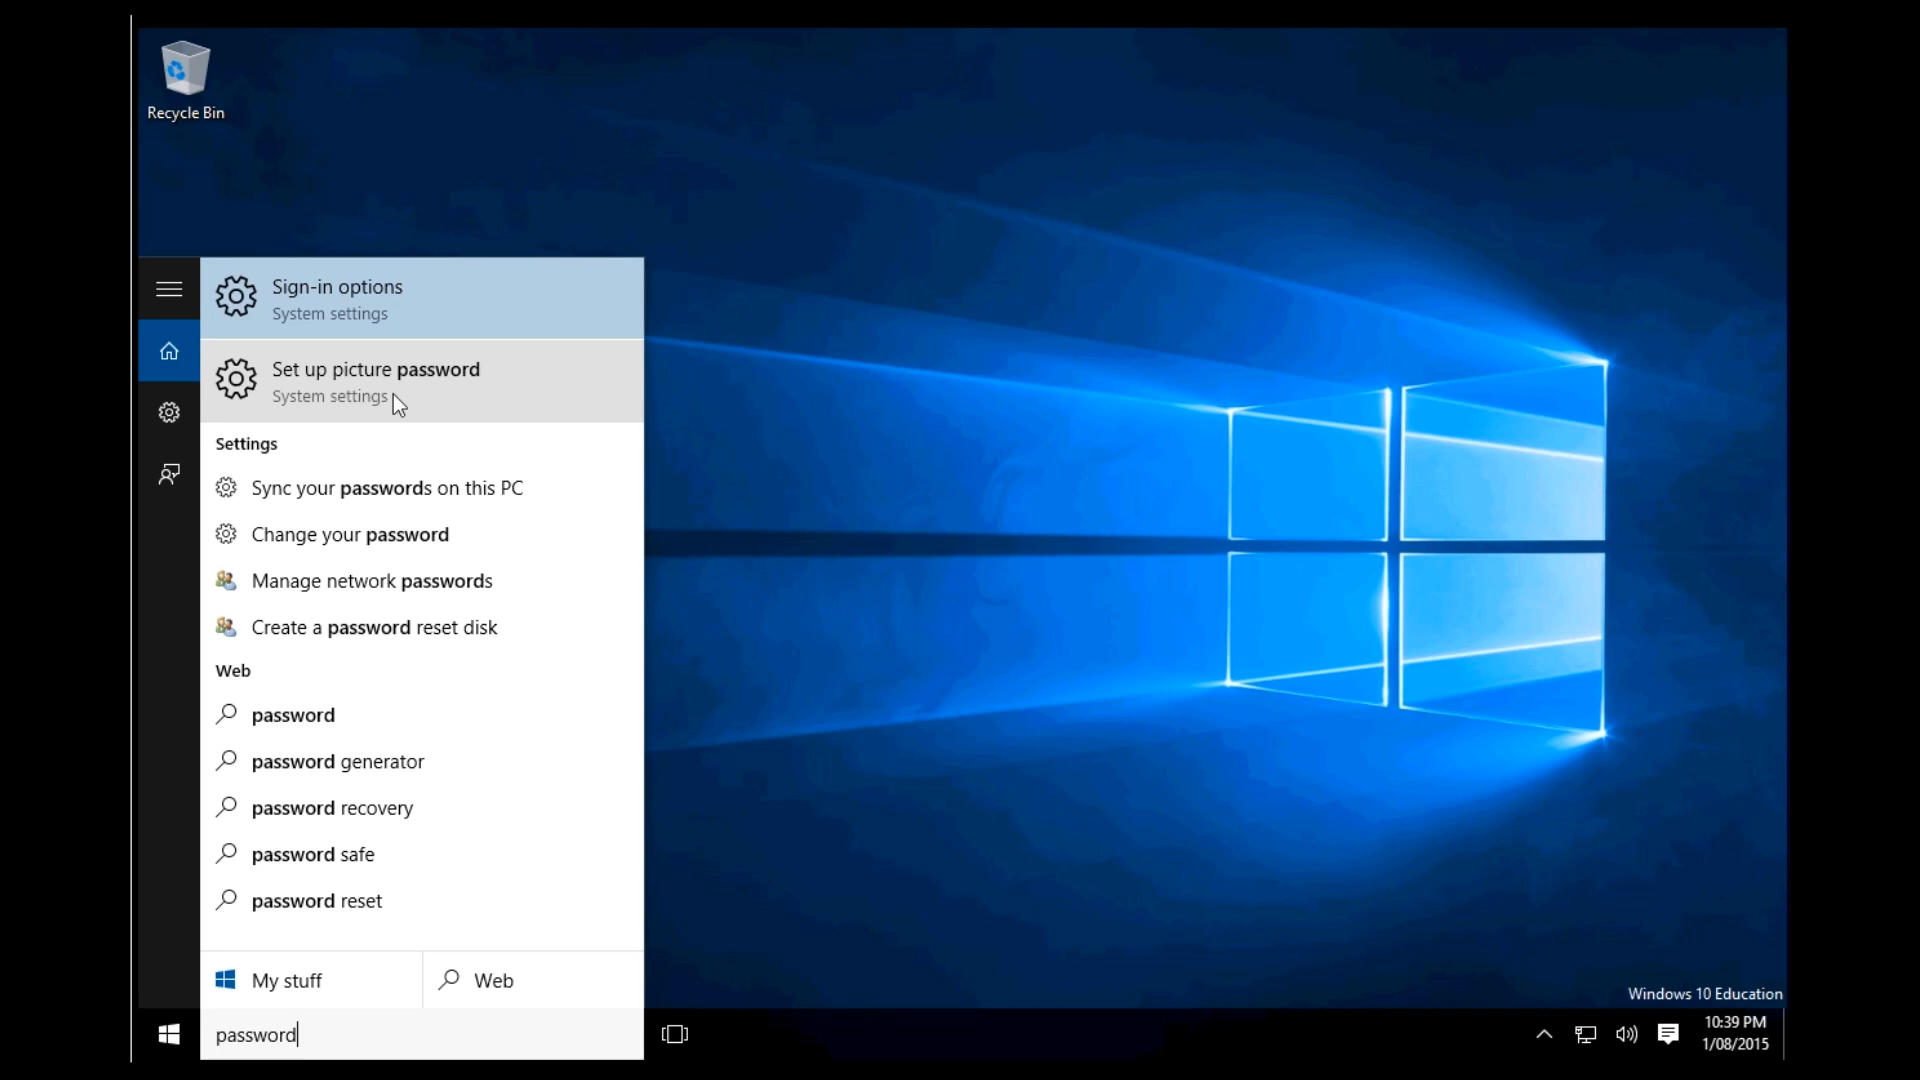 Recycle Bin
Sign-in options
System settings
Set up picture password
System settings
Settings
Sync your passwords on this PC
Change your password
Manage network passwords
Create a password reset disk
Web
password
password generator
password recovery
password safe
password reset
My stuff
Web
password
Windows 10 Education
10:39 PM
1/08/2015